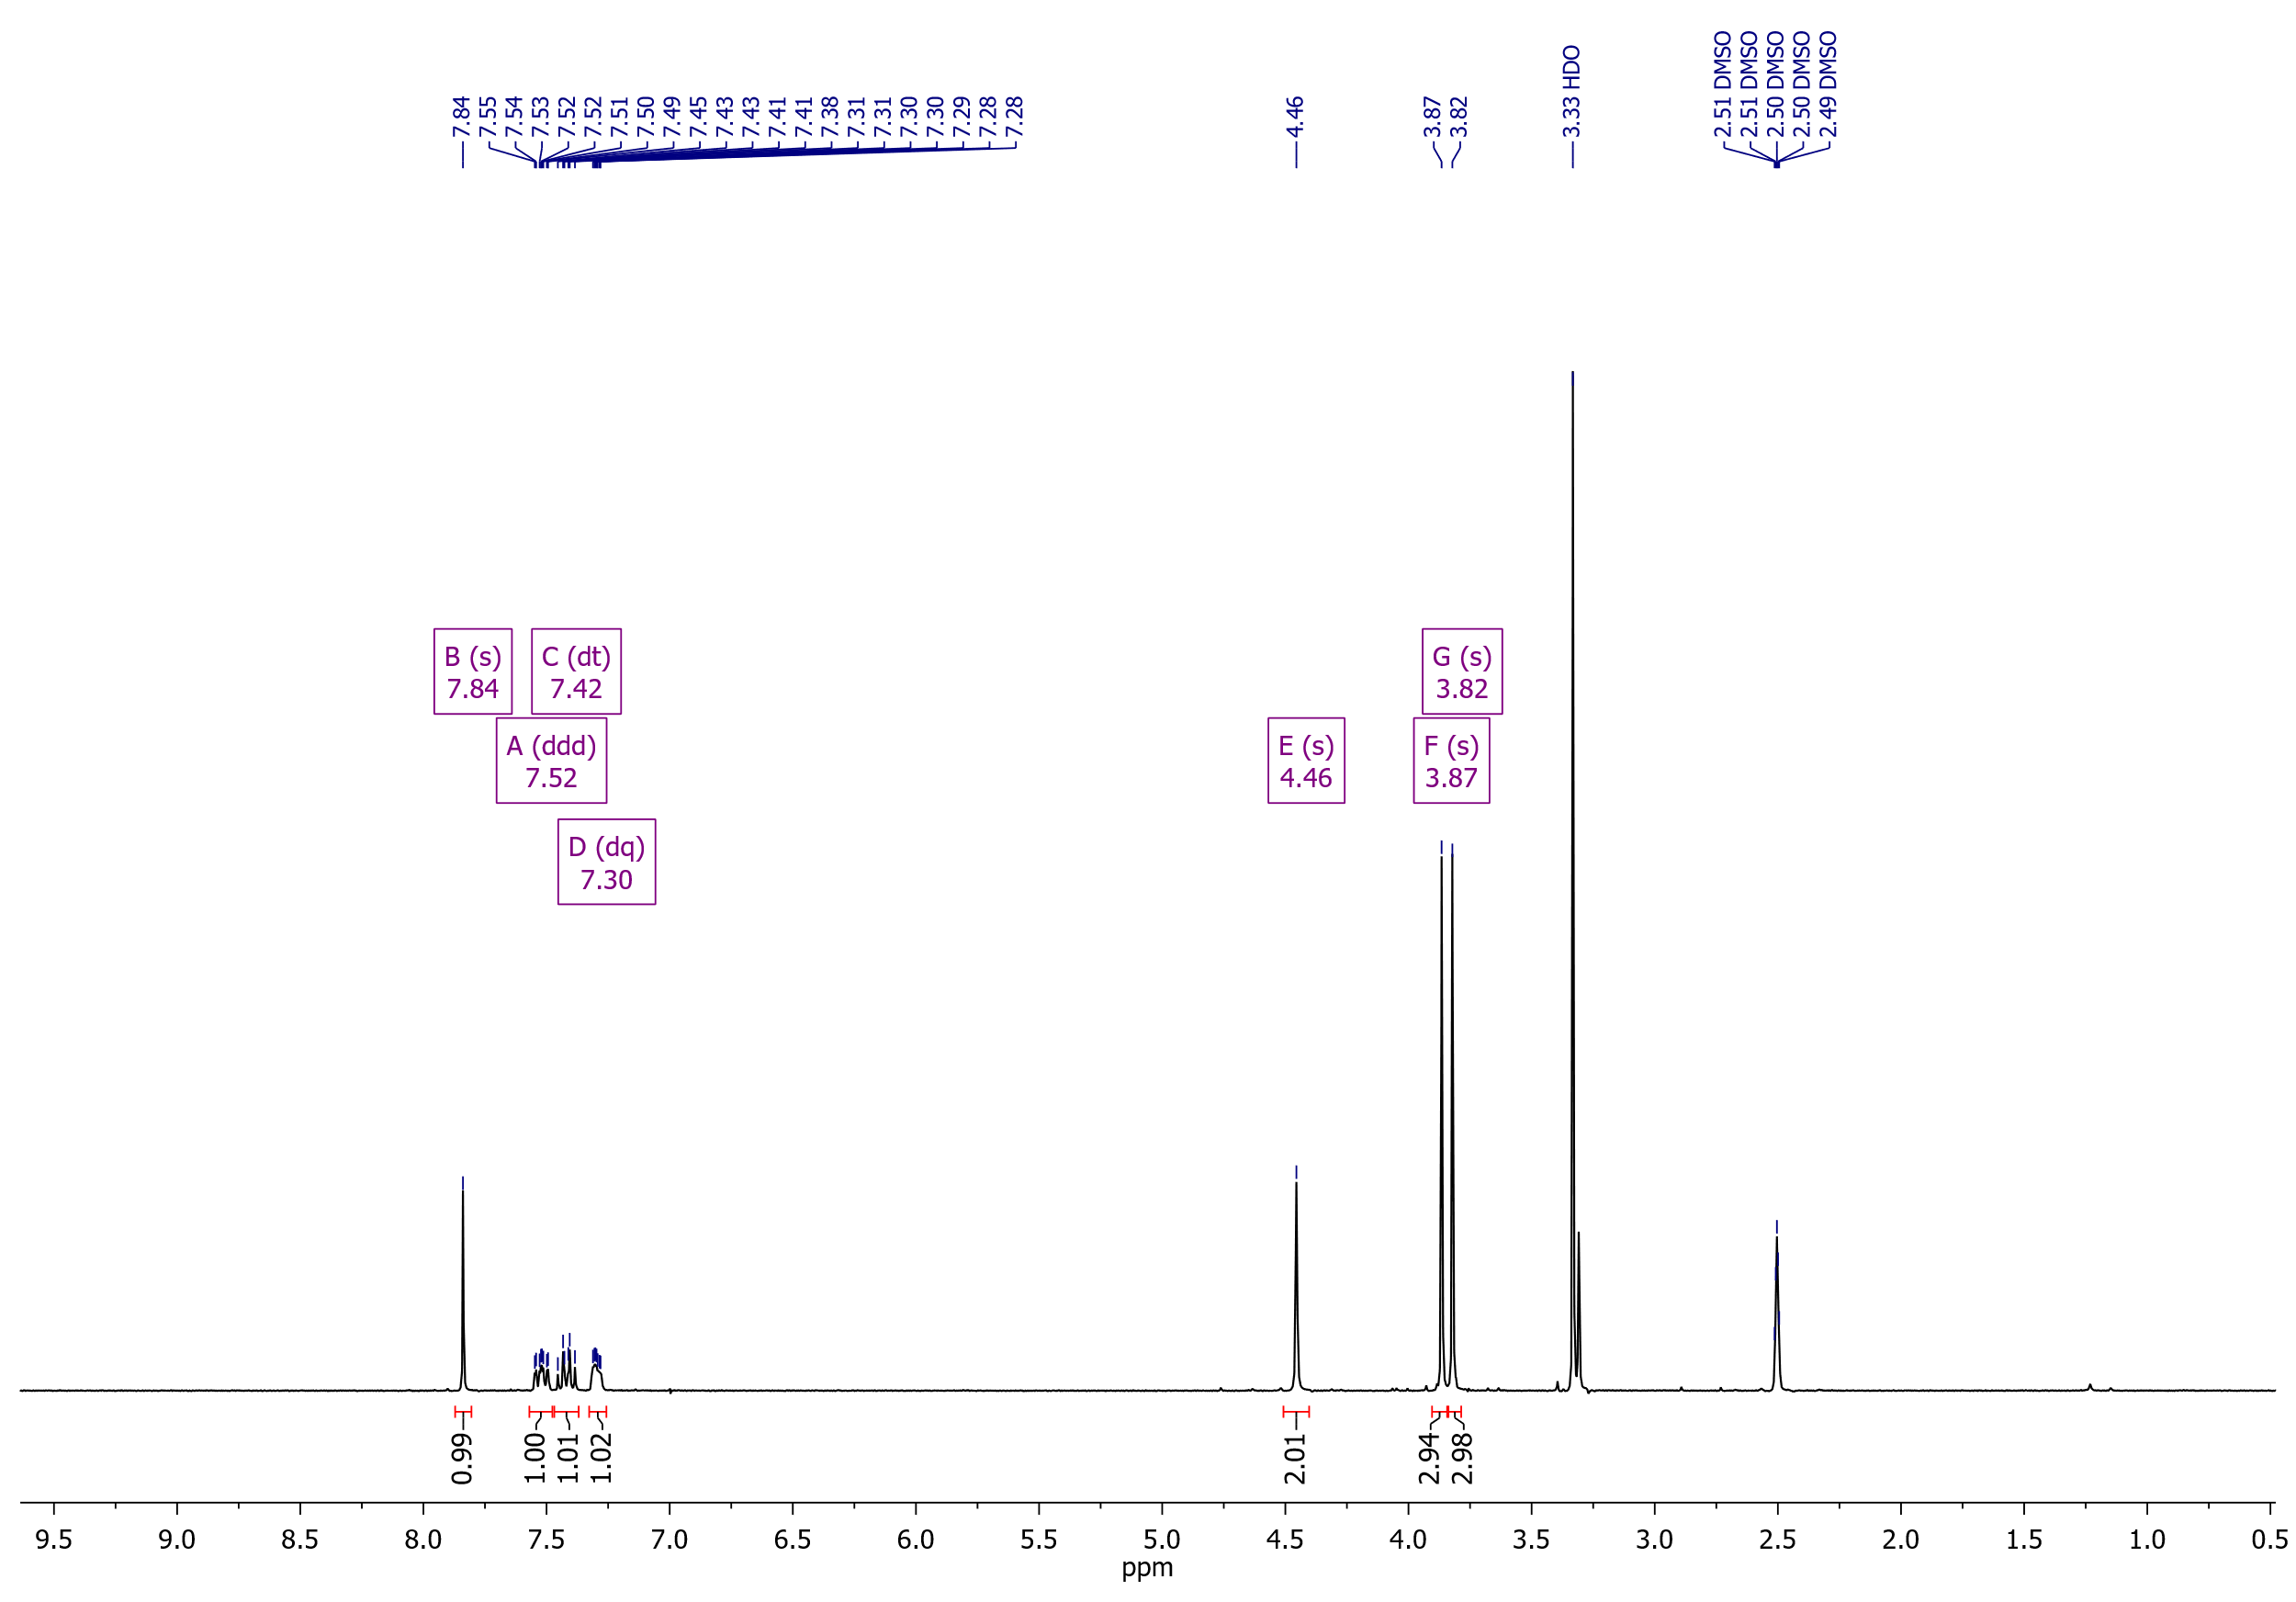 7.84
7.55
7.54
7.53
7.52
7.52
7.51
7.50
7.49
7.45
7.43
7.43
7.41
7.41
7.38
7.31
7.31
7.30
7.30
7.29
7.28
7.28
4.46
3.87
3.82
3.33 HDO
2.51 DMSO
2.51 DMSO
2.50 DMSO
2.50 DMSO
2.49 DMSO
B (s)
7.84
C (dt)
7.42
G (s)
3.82
A (ddd)
7.52
E (s)
4.46
F (s)
3.87
D (dq)
7.30
0.99
1.00
1.01
1.02
2.01
2.94
2.98
9.5 9.0 8.5 8.0 7.5 7.0 6.5 6.0 5.5 5.0 4.5 4.0 3.5 3.0 2.5 2.0 1.5 1.0 0.5
ppm